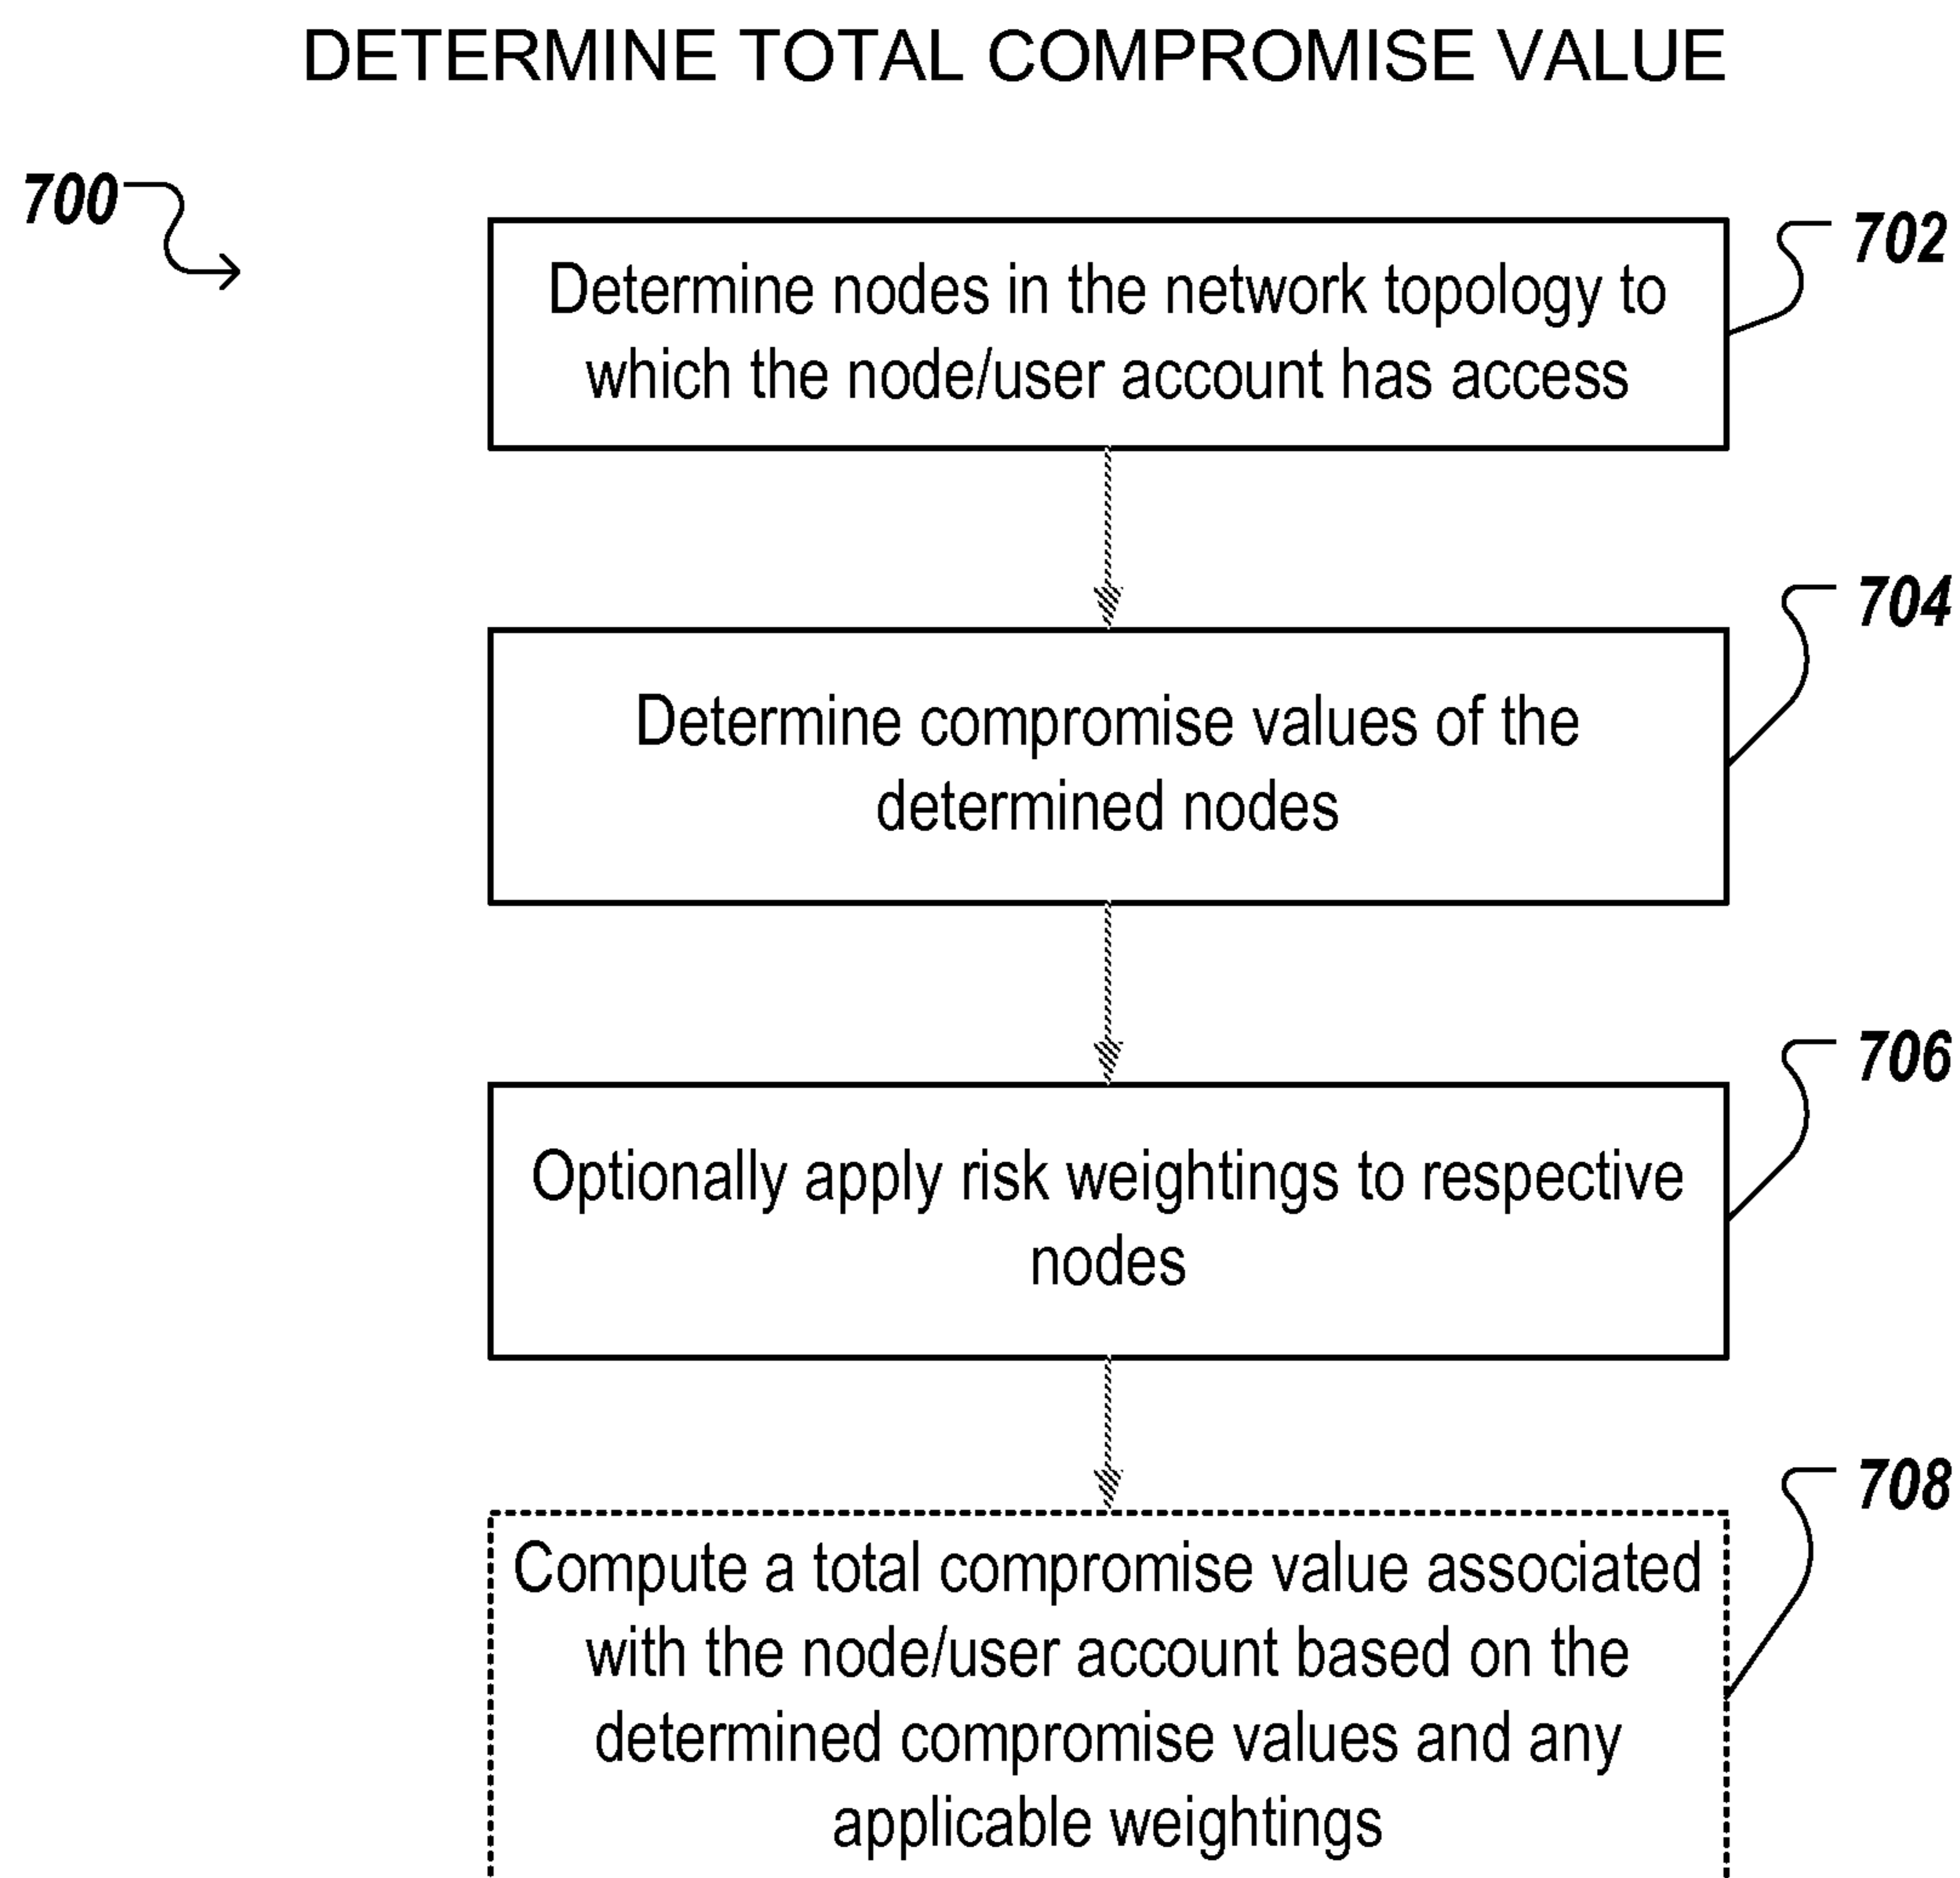 DETERMINE TOTAL COMPROMISE VALUE
700
702
Determine nodes in the network topology to
which the node/user account has access
704
Determine compromise values of the
determined nodes
706
Optionally apply risk weightings to respective
nodes
708
Compute a total compromise value associated
with the node/user account based on the
determined compromise values and any
applicable weightings